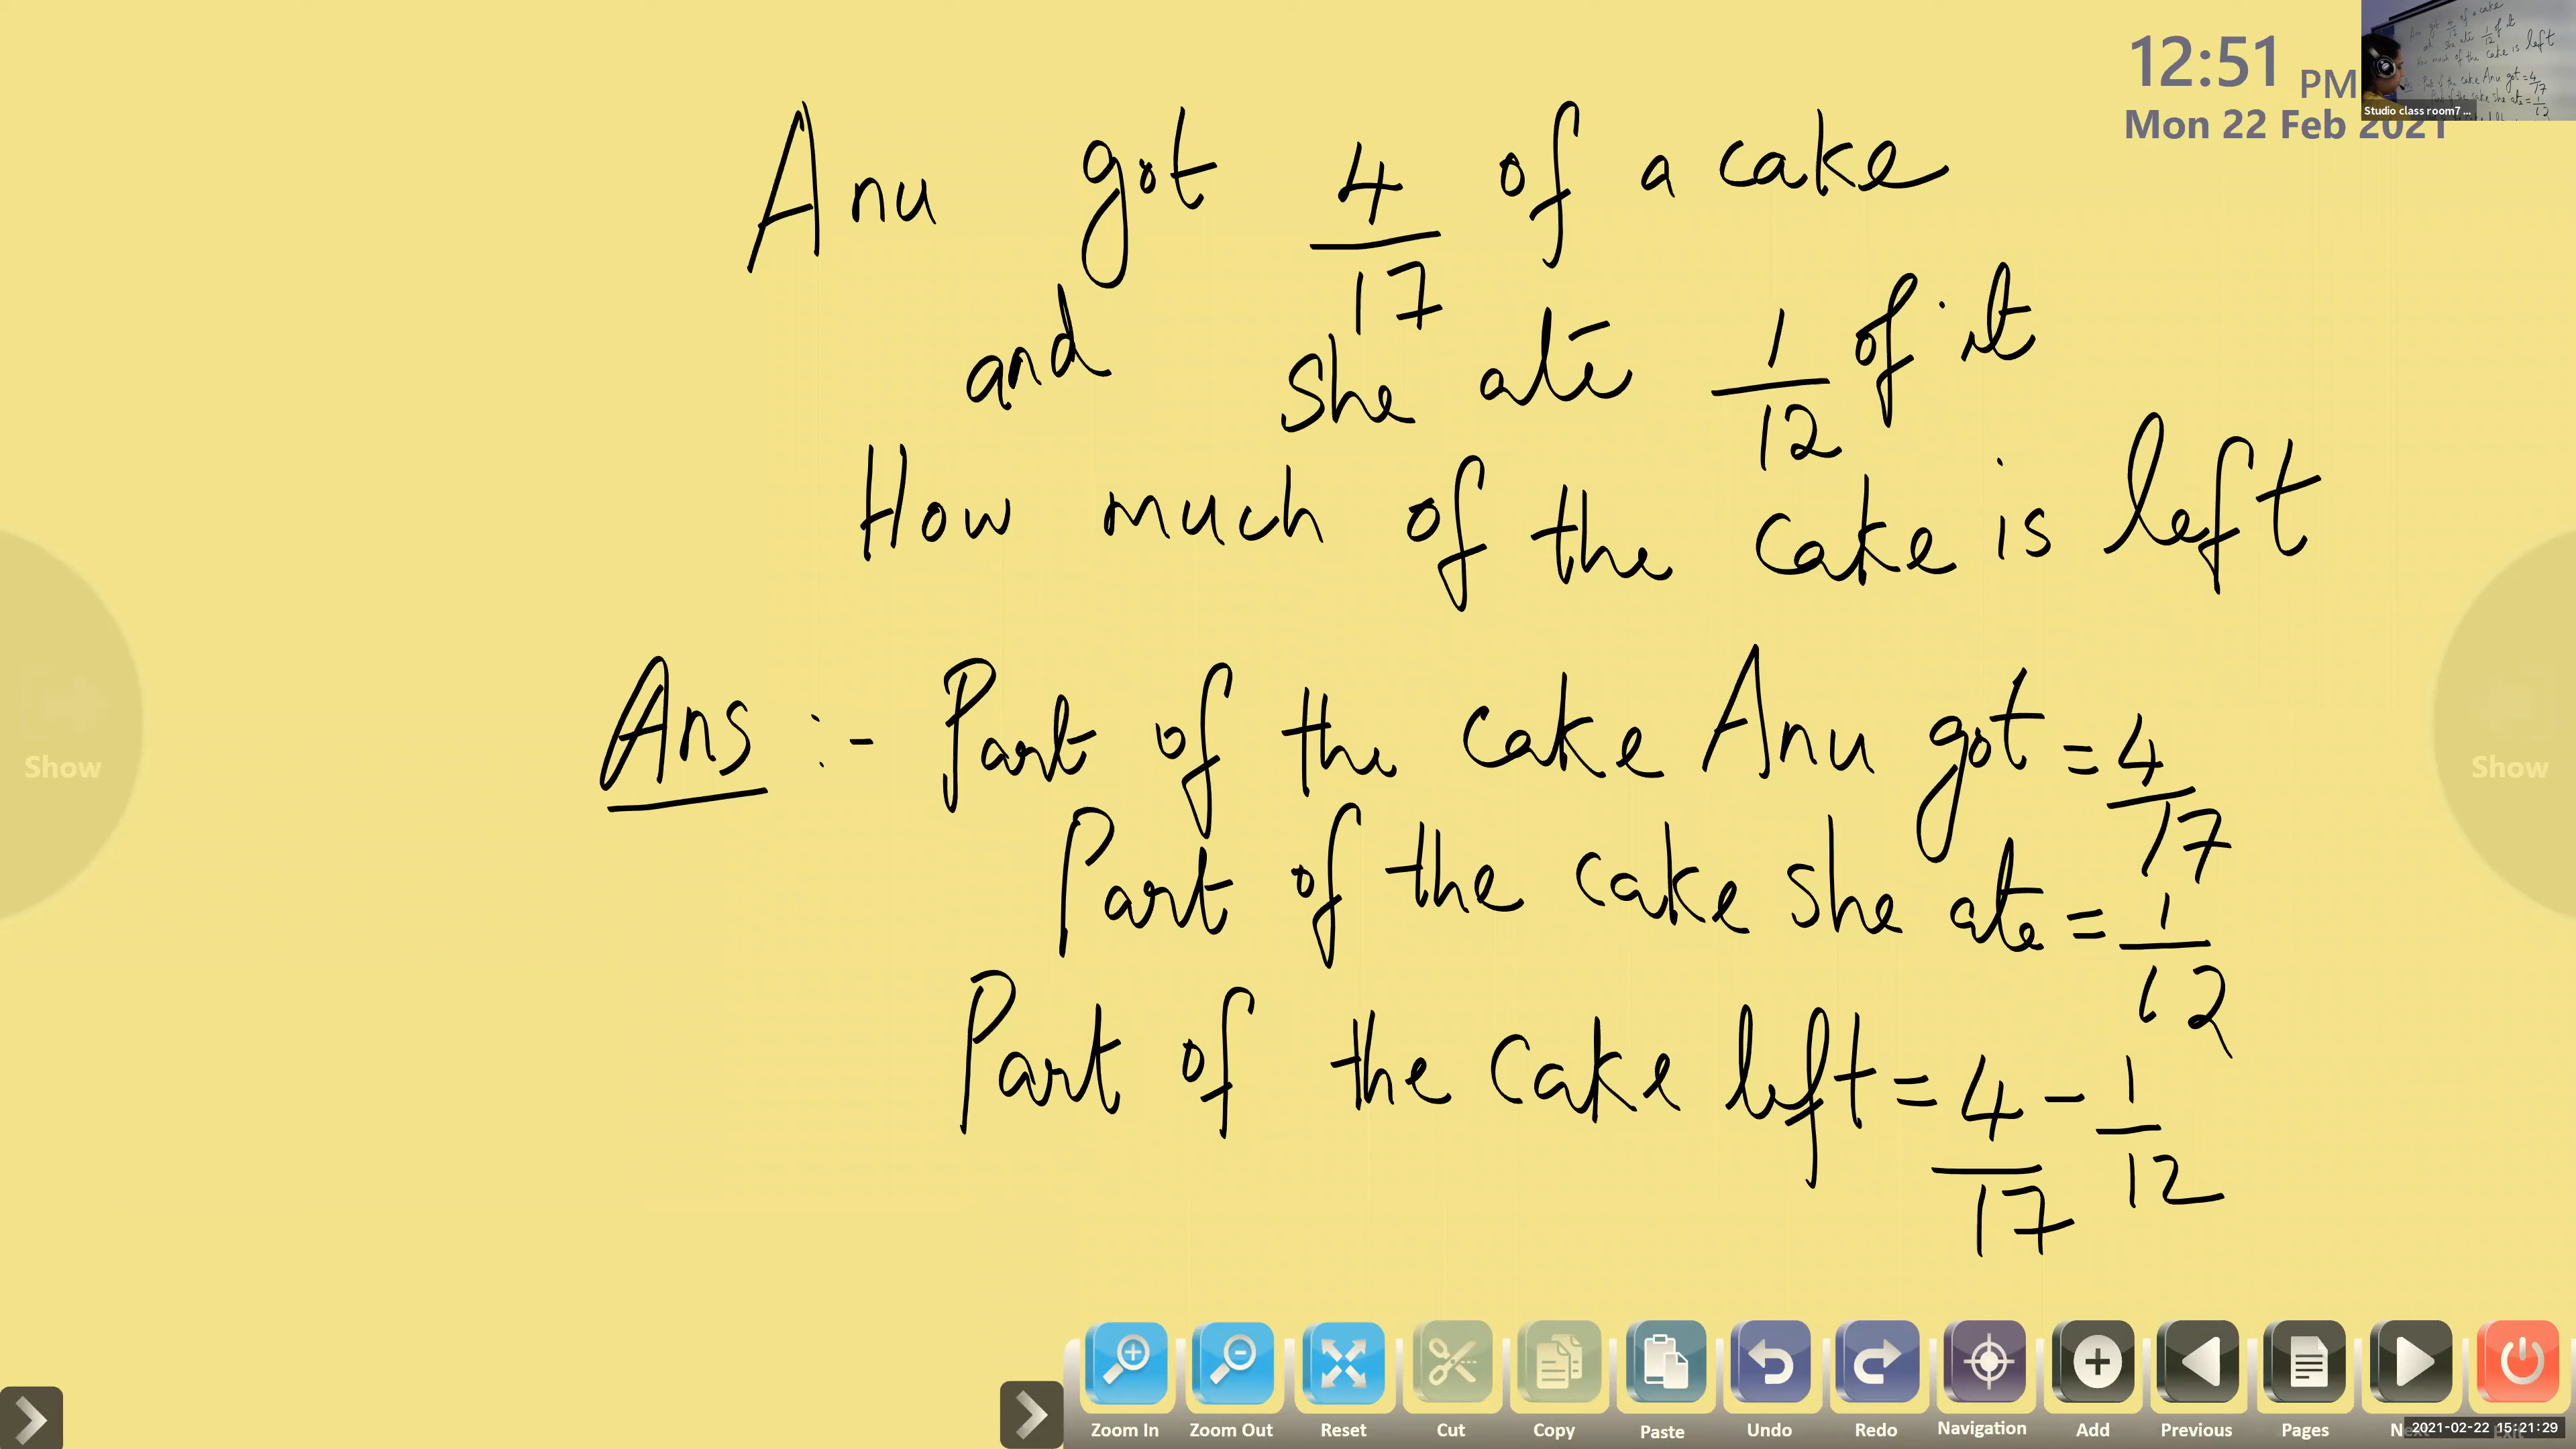 12:51 PM
Mon 22 Feb 2021
Studio class room7 ...
Anu got 4/17 of a cake
and she ate 1/12 of it
How much of the cake is left
Ans :- Part of the cake Anu got = 4/17
Part of the cake she ate = 1/12
Part of the cake left = 4/17 - 1/12
Show
Show
Zoom In Zoom Out Reset Cut Copy Paste Undo Redo Navigation Add Previous Pages
2021-02-22 15:21:29